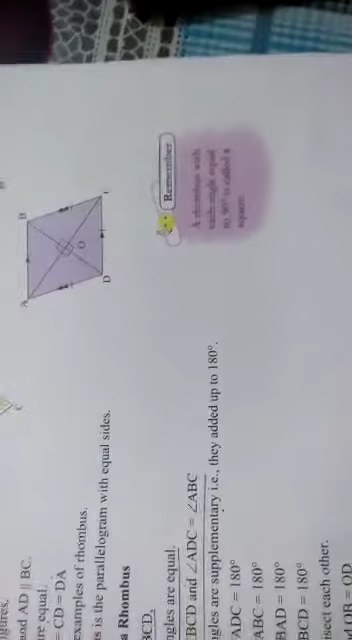 figures.
and AD || BC.
are equal.
= CD = DA
examples of rhombus.
is the parallelogram with equal sides.
a Rhombus
BCD.
ngles are equal.
BCD and ∠ADC = ∠ABC
ngles are supplementary i.e., they added up to 180°.
ADC = 180°
ABC = 180°
AD = 180°
BCD = 180°
isect each other.
OB = OD
A
B
O
D
Remember
A rhombus with
each angle equal
to 90° is called a
square.